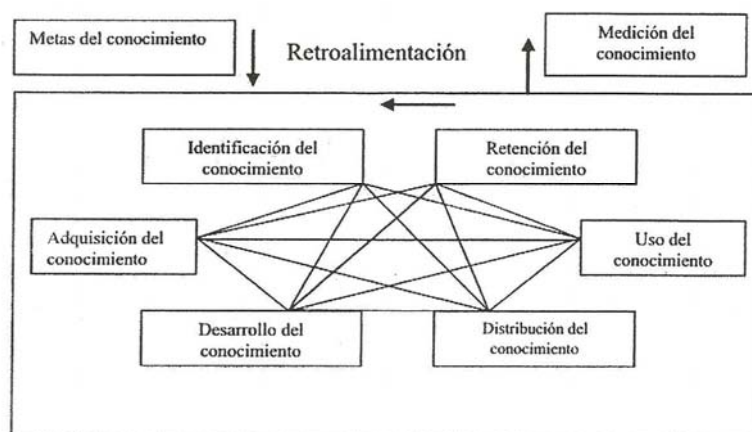 Metas del conocimiento
Retroalimentación
Medición del
conocimiento
Identificación del
conocimiento
Retención del
conocimiento
Adquisición del
conocimiento
Uso del
conocimiento
Desarrollo del
conocimiento
Distribución del
conocimiento